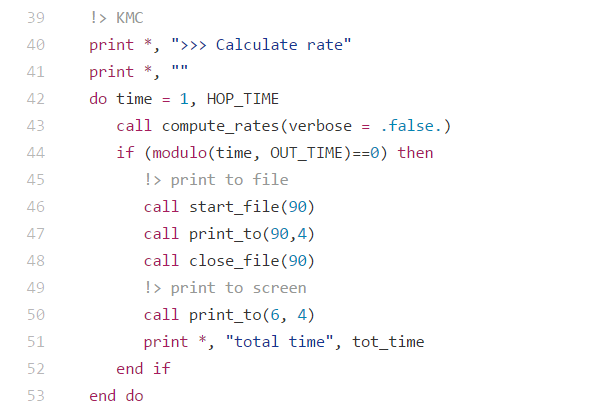 39 !> KMC
40 print *, ">>> Calculate rate"
41 print *, ""
42 do time = 1, HOP_TIME
43 call compute_rates(verbose = .false.)
44 if (modulo(time, OUT_TIME)==0) then
45 !> print to file
46 call start_file(90)
47 call print_to(90,4)
48 call close_file(90)
49 !> print to screen
50 call print_to(6, 4)
51 print *, "total time", tot_time
52 end if
53 end do